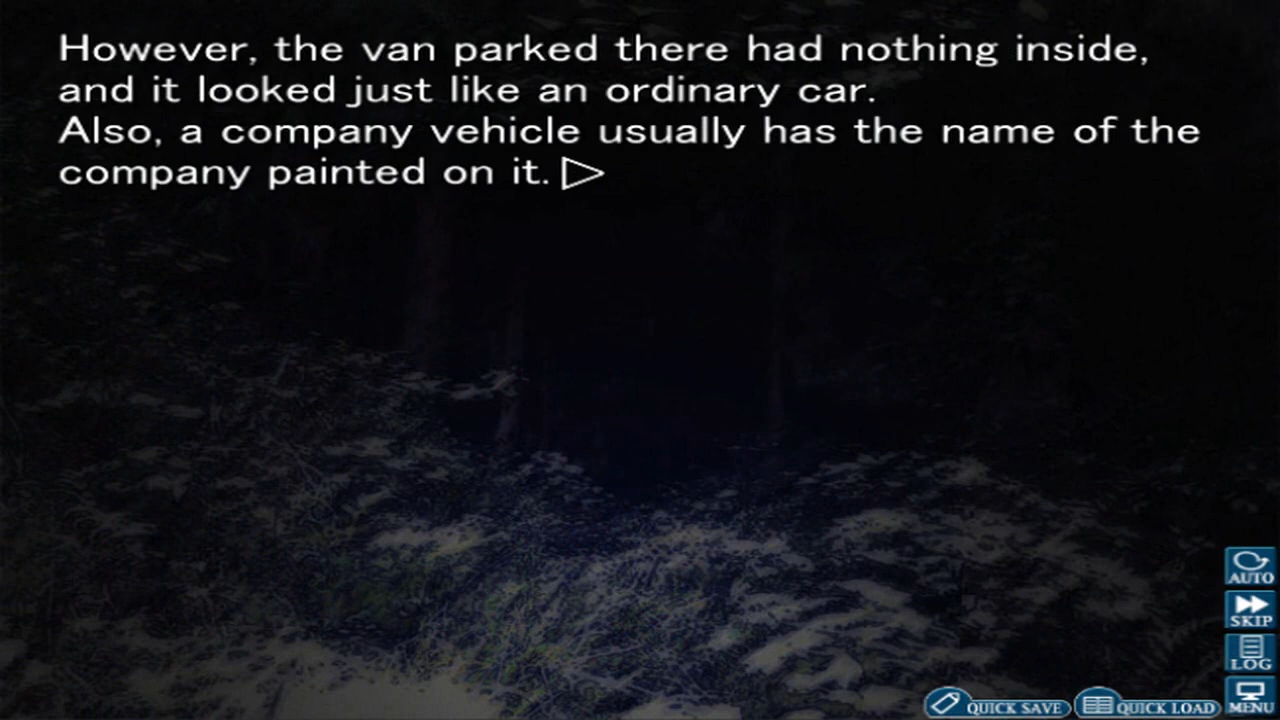 However, the van parked there had nothing inside,
and it looked just like an ordinary car.
Also, a company vehicle usually has the name of the
company painted on it.
AUTO
SKIP
LOG
MENU
QUICK SAVE
QUICK LOAD